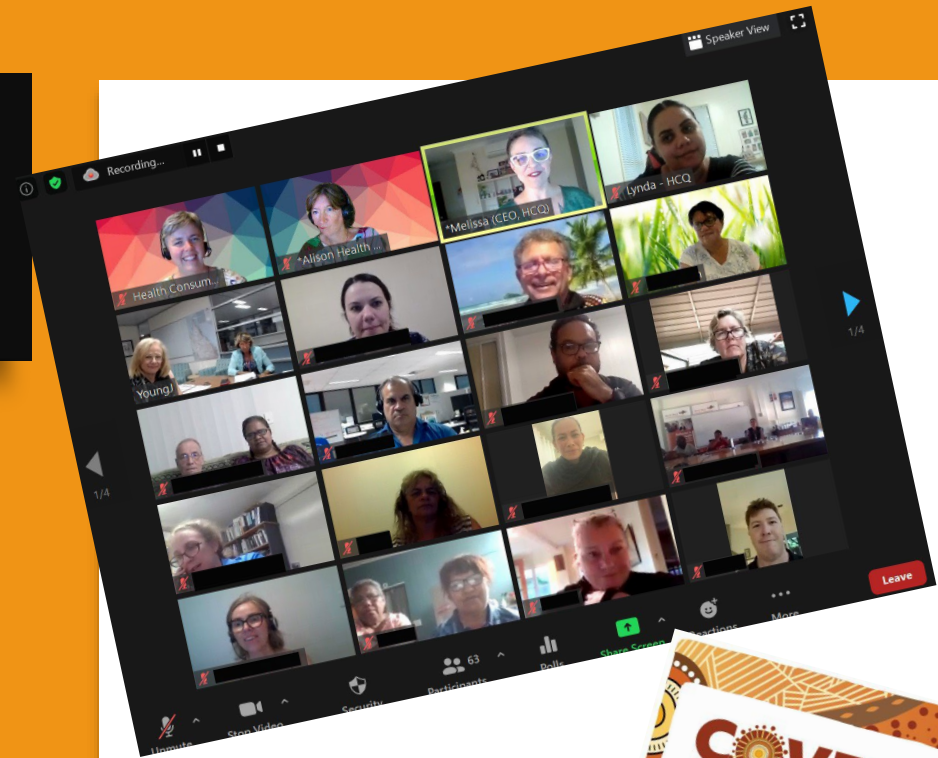 Speaker View
Recording...
Health Consum...
*Alison Health ...
*Melissa (CEO, HCQ)
Lynda - HCQ
YoungJ
1/4
1/4
Unmute
Stop Video
Security
Participants
63
Polls
Share Screen
Reactions
More
Leave